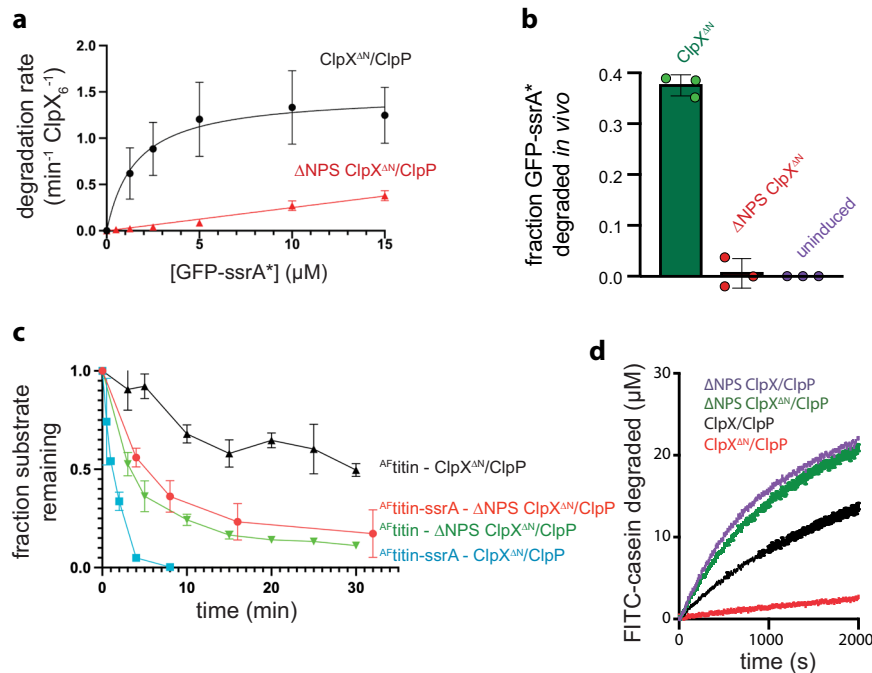 a
degradation rate
(min⁻¹ ClpX₆⁻¹)
2.0
1.5
1.0
0.5
0.0
0
5
10
15
[GFP-ssrA*] (µM)
ClpX^ΔN/ClpP
ΔNPS ClpX^ΔN/ClpP
b
fraction GFP-ssrA*
degraded in vivo
0.4
0.3
0.2
0.1
0.0
ClpX^ΔN
ΔNPS ClpX^ΔN
uninduced
c
fraction substrate
remaining
1.0
0.5
0.0
0
10
20
30
time (min)
^AFtitin - ClpX^ΔN/ClpP
^AFtitin-ssrA - ΔNPS ClpX^ΔN/ClpP
^AFtitin - ΔNPS ClpX^ΔN/ClpP
^AFtitin-ssrA - ClpX^ΔN/ClpP
d
FITC-casein degraded (µM)
30
20
10
0
0
1000
2000
time (s)
ΔNPS ClpX/ClpP
ΔNPS ClpX^ΔN/ClpP
ClpX/ClpP
ClpX^ΔN/ClpP